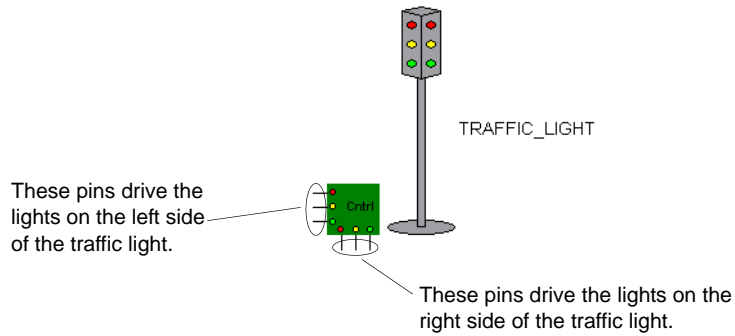 TRAFFIC_LIGHT
These pins drive the
lights on the left side
of the traffic light.
Cntrl
These pins drive the lights on the
right side of the traffic light.